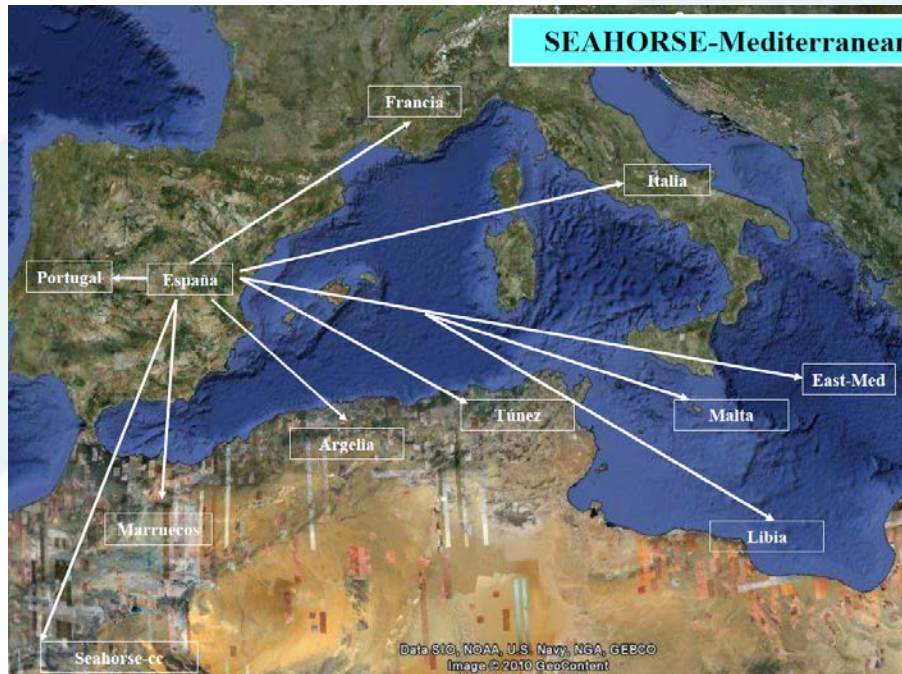 SEAHORSE-Mediterranean
Francia
Italia
Portugal
España
East-Med
Túnez
Malta
Argelia
Marruecos
Libia
Seahorse-cc
Data SIO, NOAA, U.S. Navy, NGA, GEBCO
Image © 2010 GeoContent